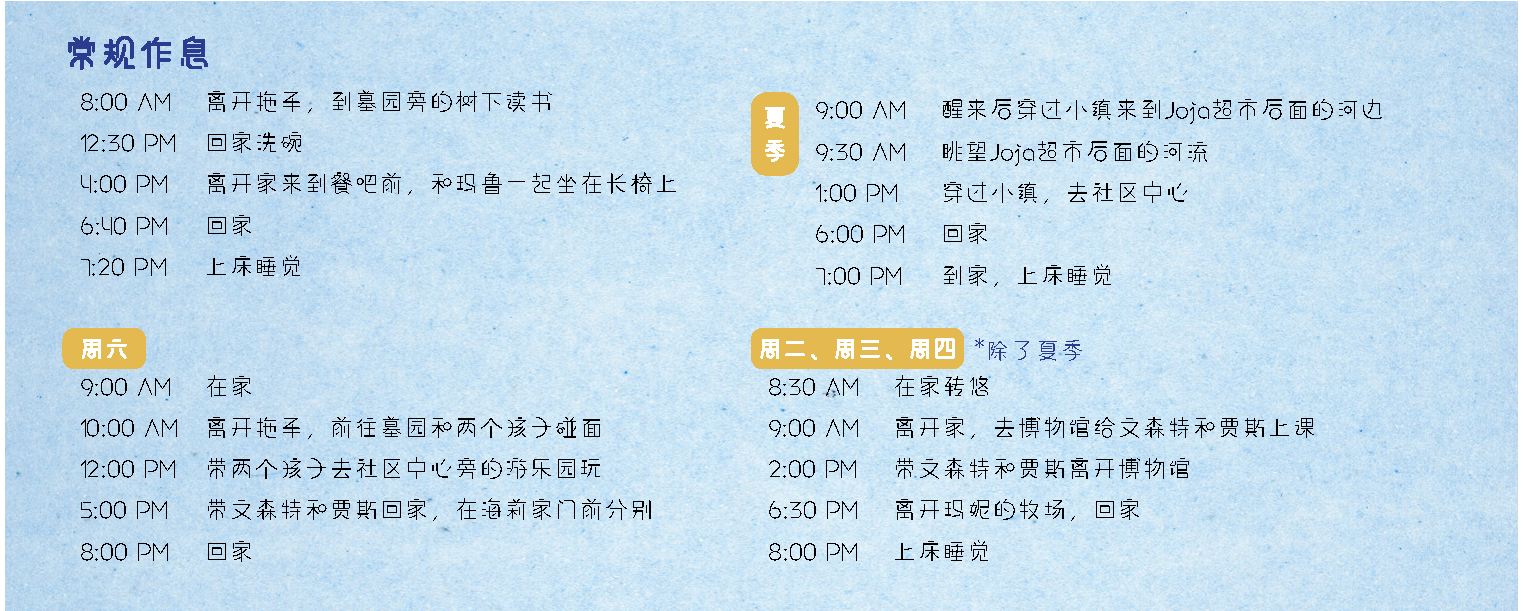 常规作息
8:00 AM 离开拖车，到墓园旁的树下读书
12:30 PM 回家洗碗
4:00 PM 离开家来到餐吧前，和玛鲁一起坐在长椅上
6:40 PM 回家
7:20 PM 上床睡觉
夏季
9:00 AM 醒来后穿过小镇来到Joja超市后面的河边
9:30 AM 眺望Joja超市后面的河流
1:00 PM 穿过小镇，去社区中心
6:00 PM 回家
7:00 PM 到家，上床睡觉
周六
9:00 AM 在家
10:00 AM 离开拖车，前往墓园和两个孩子碰面
12:00 PM 带两个孩子去社区中心旁的游乐园玩
5:00 PM 带文森特和贾斯回家，在海莉家门前分别
8:00 PM 回家
周二、周三、周四 *除了夏季
8:30 AM 在家转悠
9:00 AM 离开家，去博物馆给文森特和贾斯上课
2:00 PM 带文森特和贾斯离开博物馆
6:30 PM 离开玛妮的牧场，回家
8:00 PM 上床睡觉